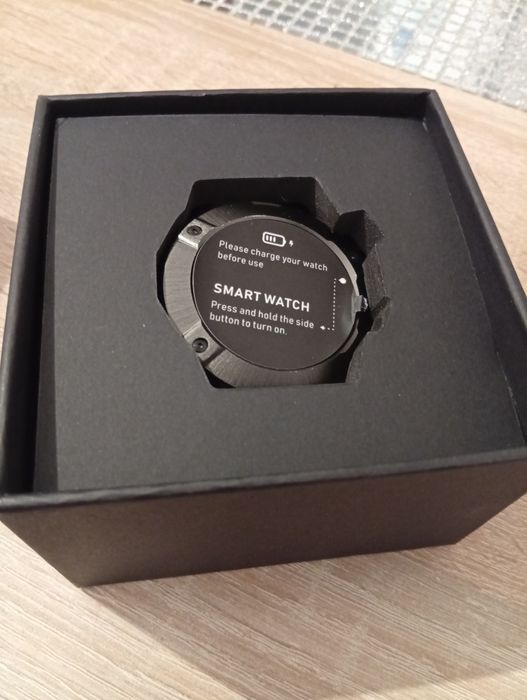 Please charge your watch
before use
SMART WATCH
Press and hold the side
button to turn on.